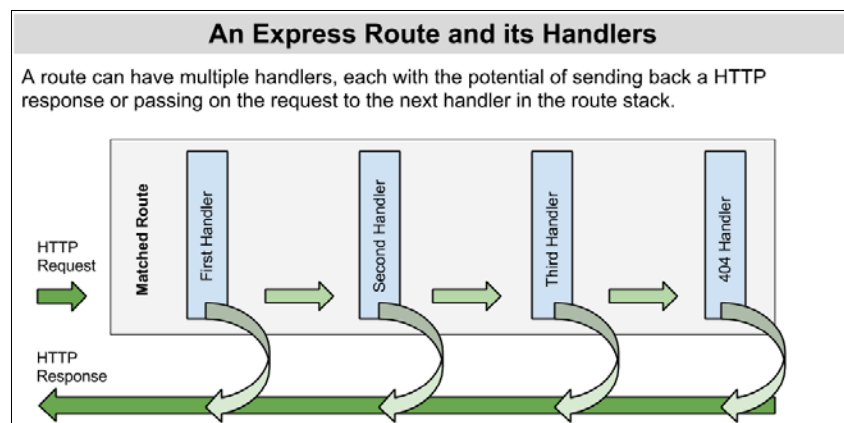 An Express Route and its Handlers
A route can have multiple handlers, each with the potential of sending back a HTTP
response or passing on the request to the next handler in the route stack.
HTTP
Request
Matched Route
First Handler
Second Handler
Third Handler
404 Handler
HTTP
Response